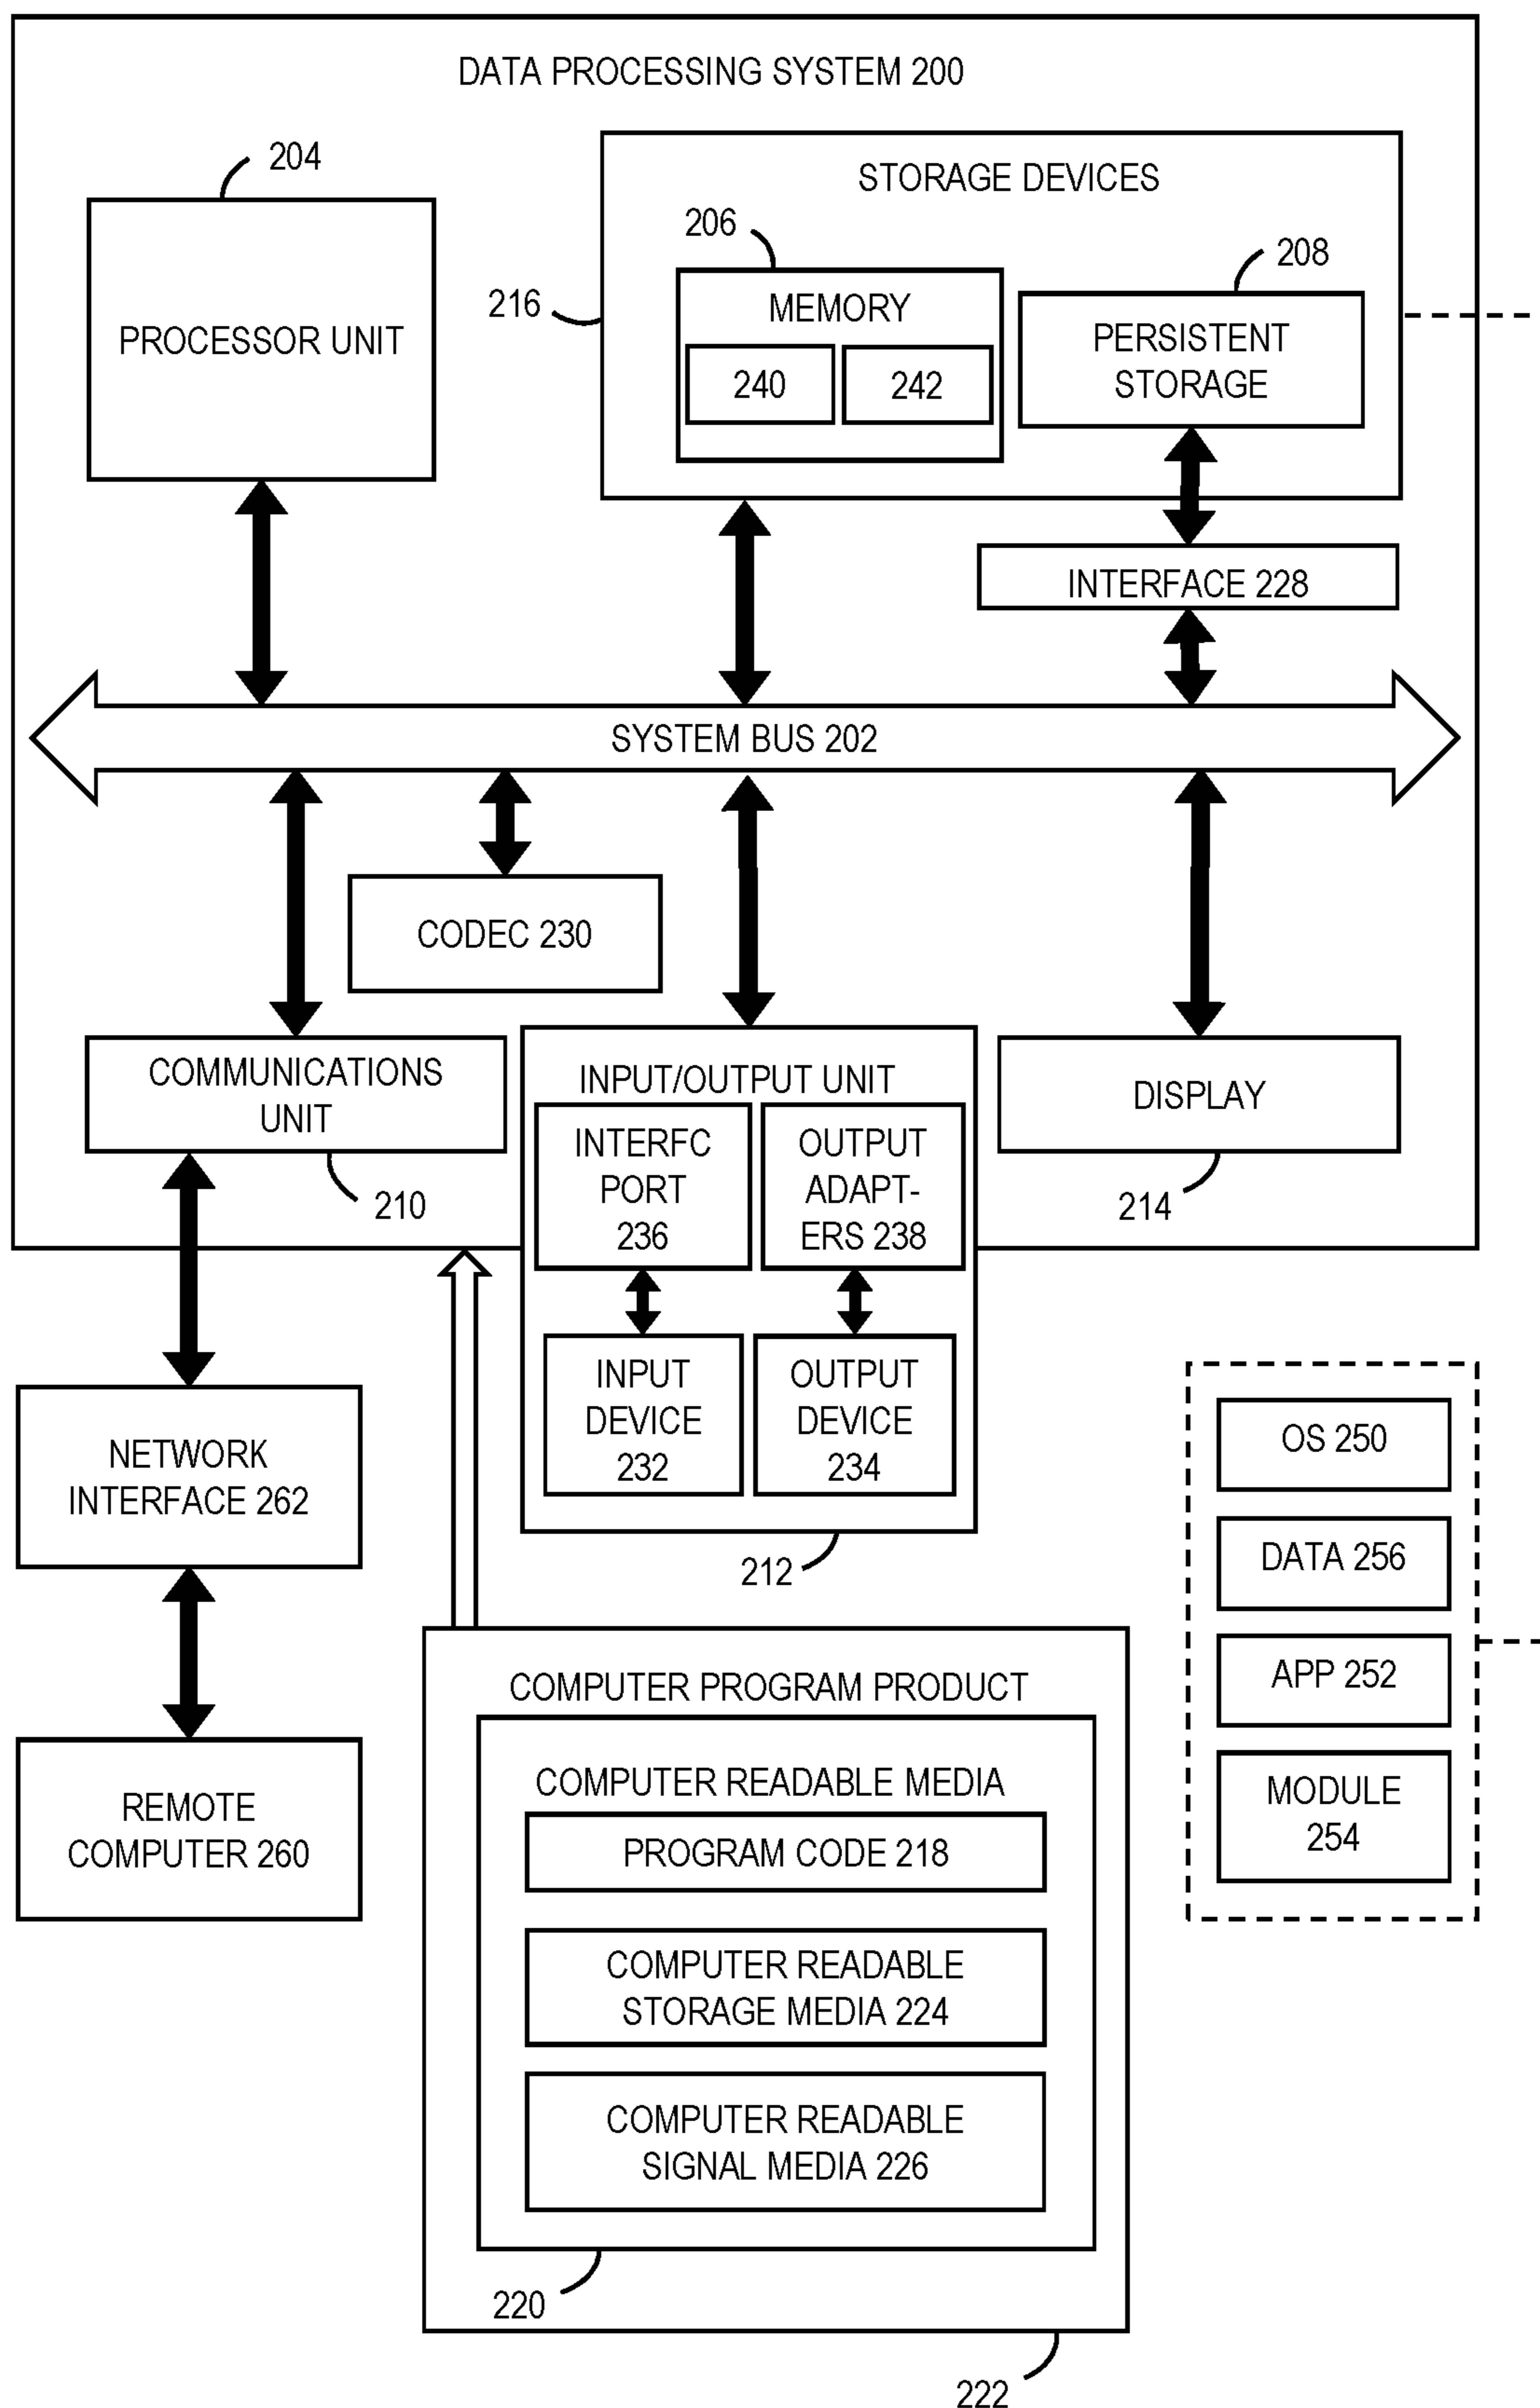 DATA PROCESSING SYSTEM 200
204
STORAGE DEVICES
206
208
216
MEMORY
PROCESSOR UNIT
PERSISTENT
STORAGE
240
242
INTERFACE 228
SYSTEM BUS 202
CODEC 230
COMMUNICATIONS
UNIT
INPUT/OUTPUT UNIT
DISPLAY
INTERFC
PORT
236
OUTPUT
ADAPT-
ERS 238
210
214
INPUT
DEVICE
232
OUTPUT
DEVICE
234
NETWORK
INTERFACE 262
OS 250
212
DATA 256
COMPUTER PROGRAM PRODUCT
APP 252
COMPUTER READABLE MEDIA
MODULE
254
REMOTE
COMPUTER 260
PROGRAM CODE 218
COMPUTER READABLE
STORAGE MEDIA 224
COMPUTER READABLE
SIGNAL MEDIA 226
220
222